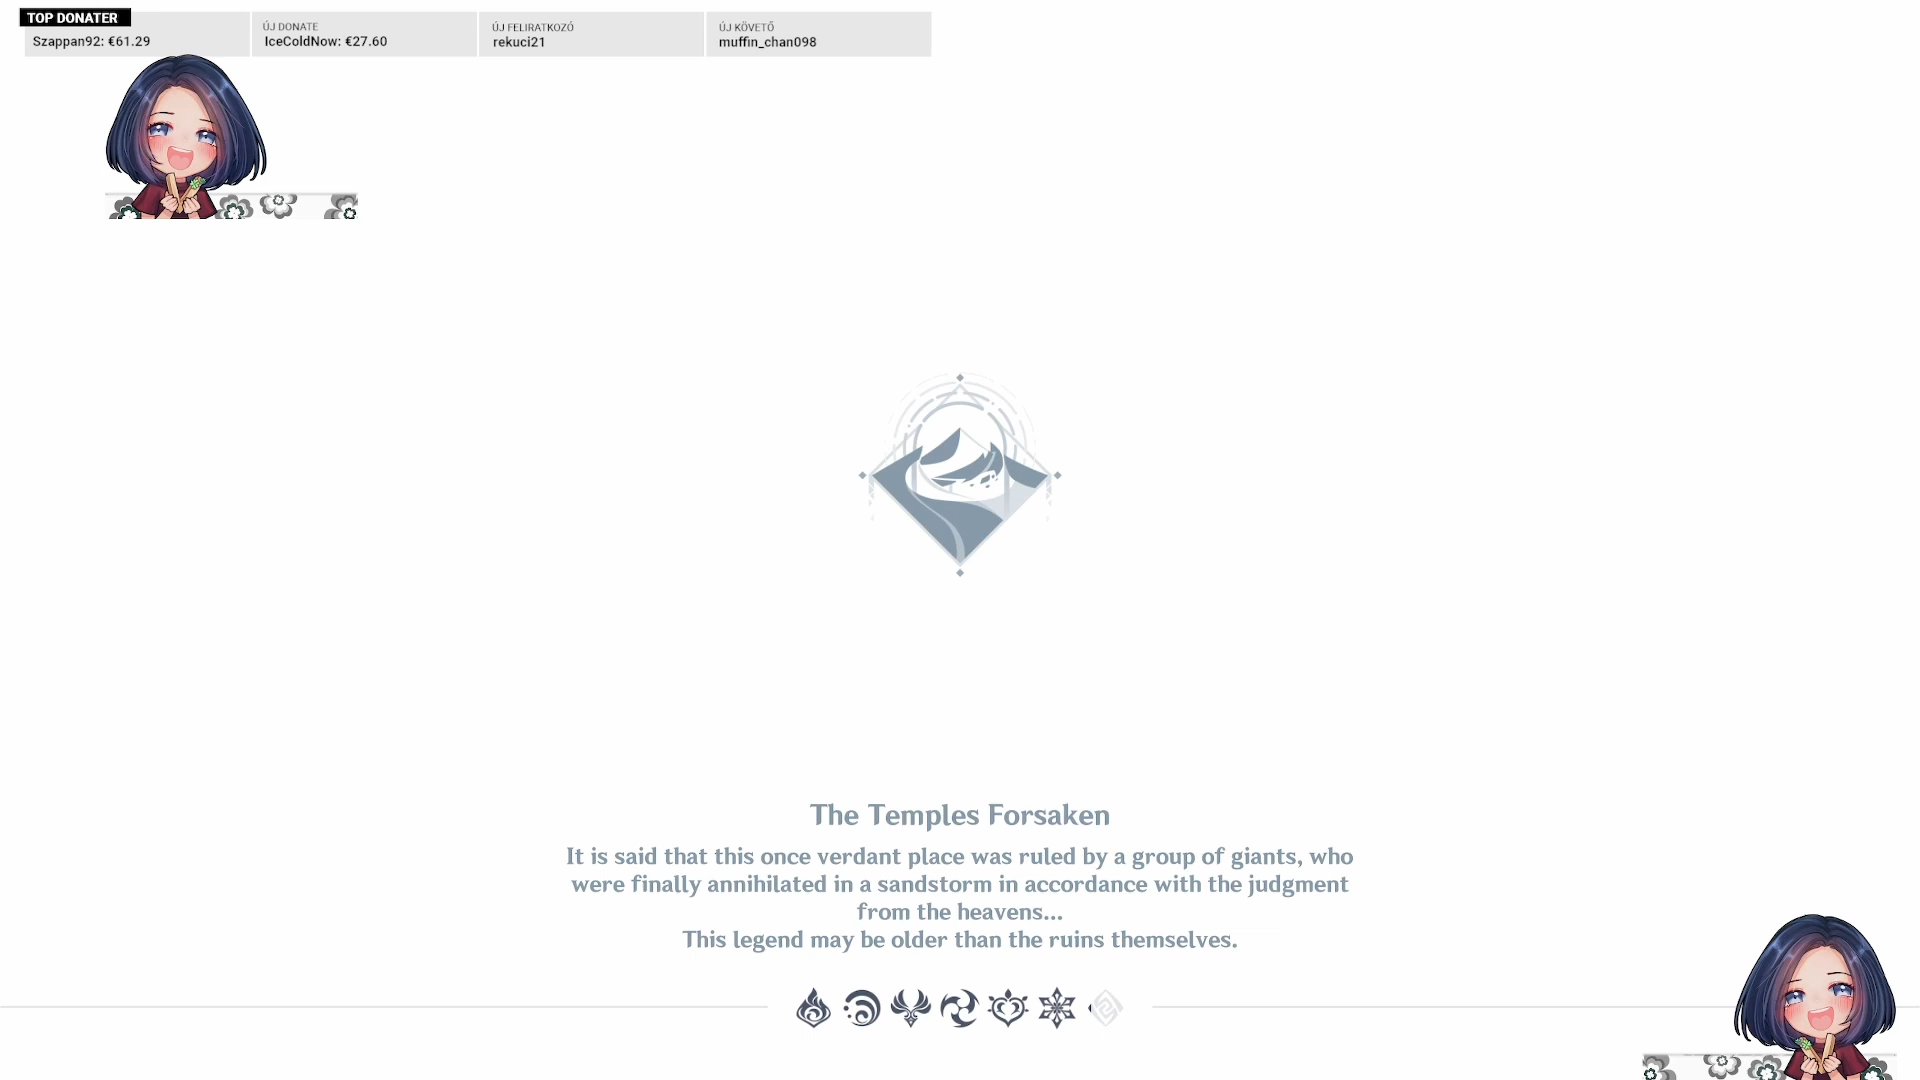 TOP DONATER
Szappan92: €61.29
ÚJ DONATE
IceColdNow: €27.60
ÚJ FELIRATKOZÓ
rekuci21
ÚJ KÖVETŐ
muffin_chan098
The Temples Forsaken
It is said that this once verdant place was ruled by a group of giants, who
were finally annihilated in a sandstorm in accordance with the judgment
from the heavens...
This legend may be older than the ruins themselves.